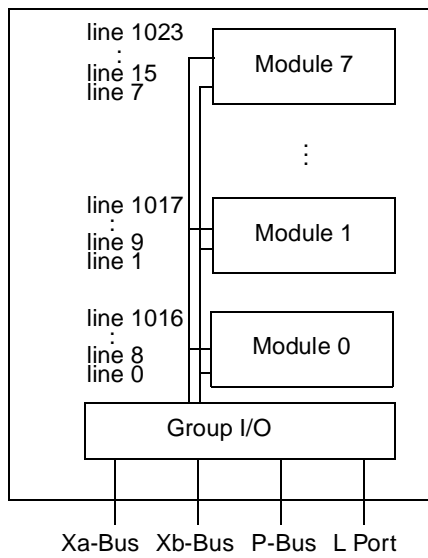 line 1023
⋮
line 15
line 7
Module 7
⋮
line 1017
⋮
line 9
line 1
Module 1
line 1016
⋮
line 8
line 0
Module 0
Group I/O
Xa-Bus Xb-Bus P-Bus L Port